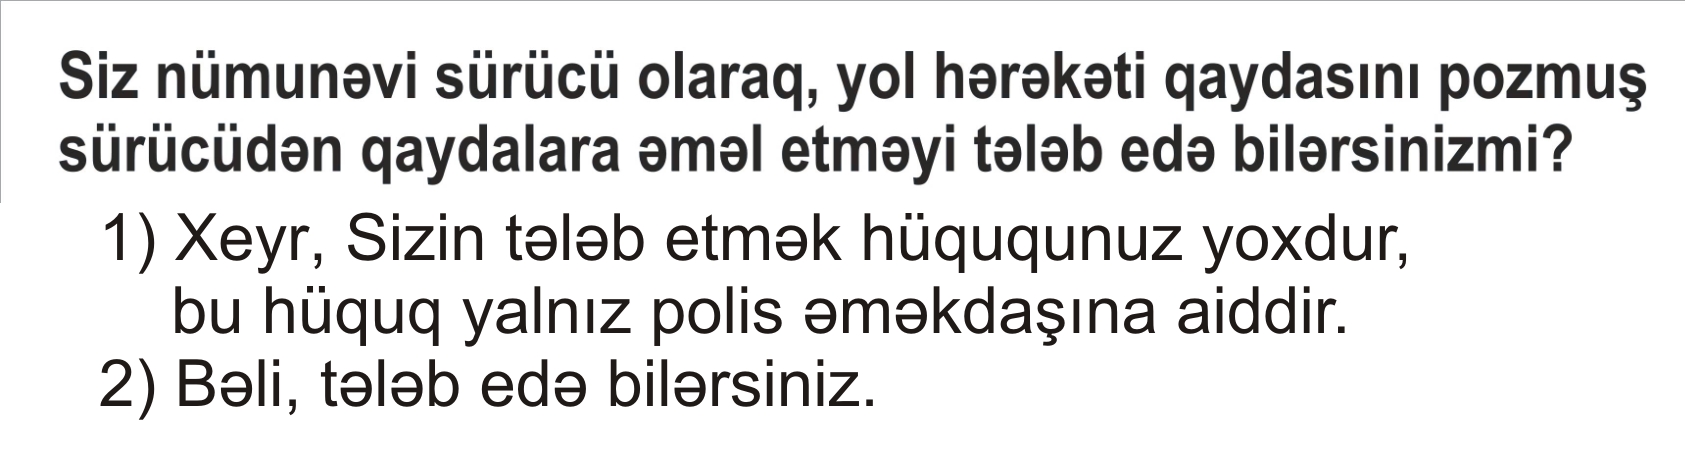 Siz nümunəvi sürücü olaraq, yol hərəkəti qaydasını pozmuş
sürücüdən qaydalara əməl etməyi tələb edə bilərsinizmi?
1) Xeyr, Sizin tələb etmək hüququnuz yoxdur,
bu hüquq yalnız polis əməkdaşına aiddir.
2) Bəli, tələb edə bilərsiniz.